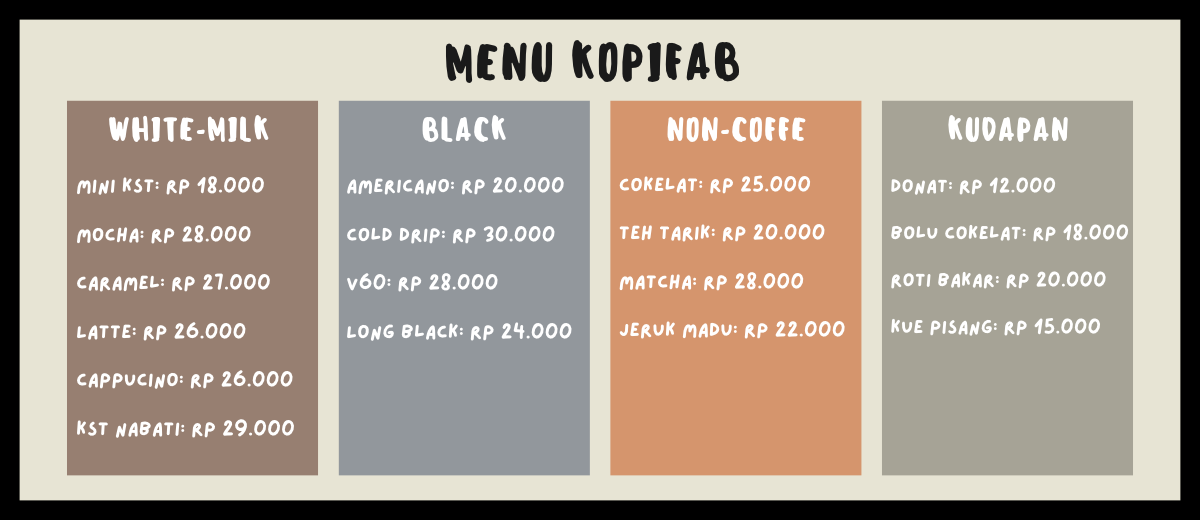 MENU KOPIFAB
WHITE-MILK
MINI KST: RP 18.000
MOCHA: RP 28.000
CARAMEL: RP 27.000
LATTE: RP 26.000
CAPPUCINO: RP 26.000
KST NABATI: RP 29.000
BLACK
AMERICANO: RP 20.000
COLD DRIP: RP 30.000
V60: RP 28.000
LONG BLACK: RP 24.000
NON-COFFE
COKELAT: RP 25.000
TEH TARIK: RP 20.000
MATCHA: RP 28.000
JERUK MADU: RP 22.000
KUDAPAN
DONAT: RP 12.000
BOLU COKELAT: RP 18.000
ROTI BAKAR: RP 20.000
KUE PISANG: RP 15.000